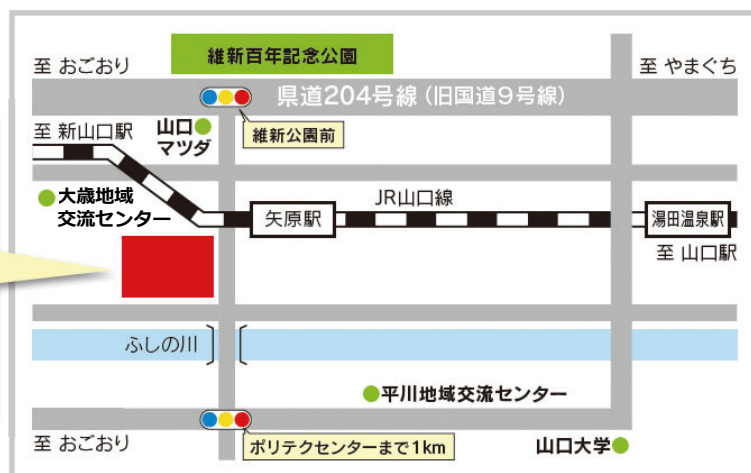 維新百年記念公園
至 おごおり
至 やまぐち
県道204号線(旧国道9号線)
至 新山口駅
山口
マツダ
維新公園前
大歳地域
交流センター
JR山口線
矢原駅
湯田温泉駅
至 山口駅
ふしの川
平川地域交流センター
至 おごおり
ポリテクセンターまで1km
山口大学